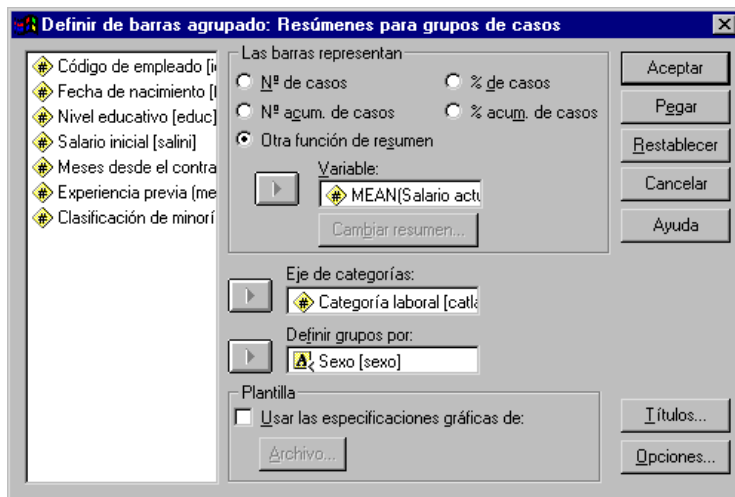 Definir de barras agrupado: Resúmenes para grupos de casos
Código de empleado [i
Fecha de nacimiento [
Nivel educativo [educ]
Salario inicial [salini]
Meses desde el contra
Experiencia previa (me
Clasificación de minorí
Las barras representan
Nº de casos
% de casos
Nº acum. de casos
% acum. de casos
Otra función de resumen
Variable:
MEAN(Salario actu
Cambiar resumen...
Eje de categorías:
Categoría laboral [catla
Definir grupos por:
Sexo [sexo]
Plantilla
Usar las especificaciones gráficas de:
Archivo...
Aceptar
Pegar
Restablecer
Cancelar
Ayuda
Títulos...
Opciones...